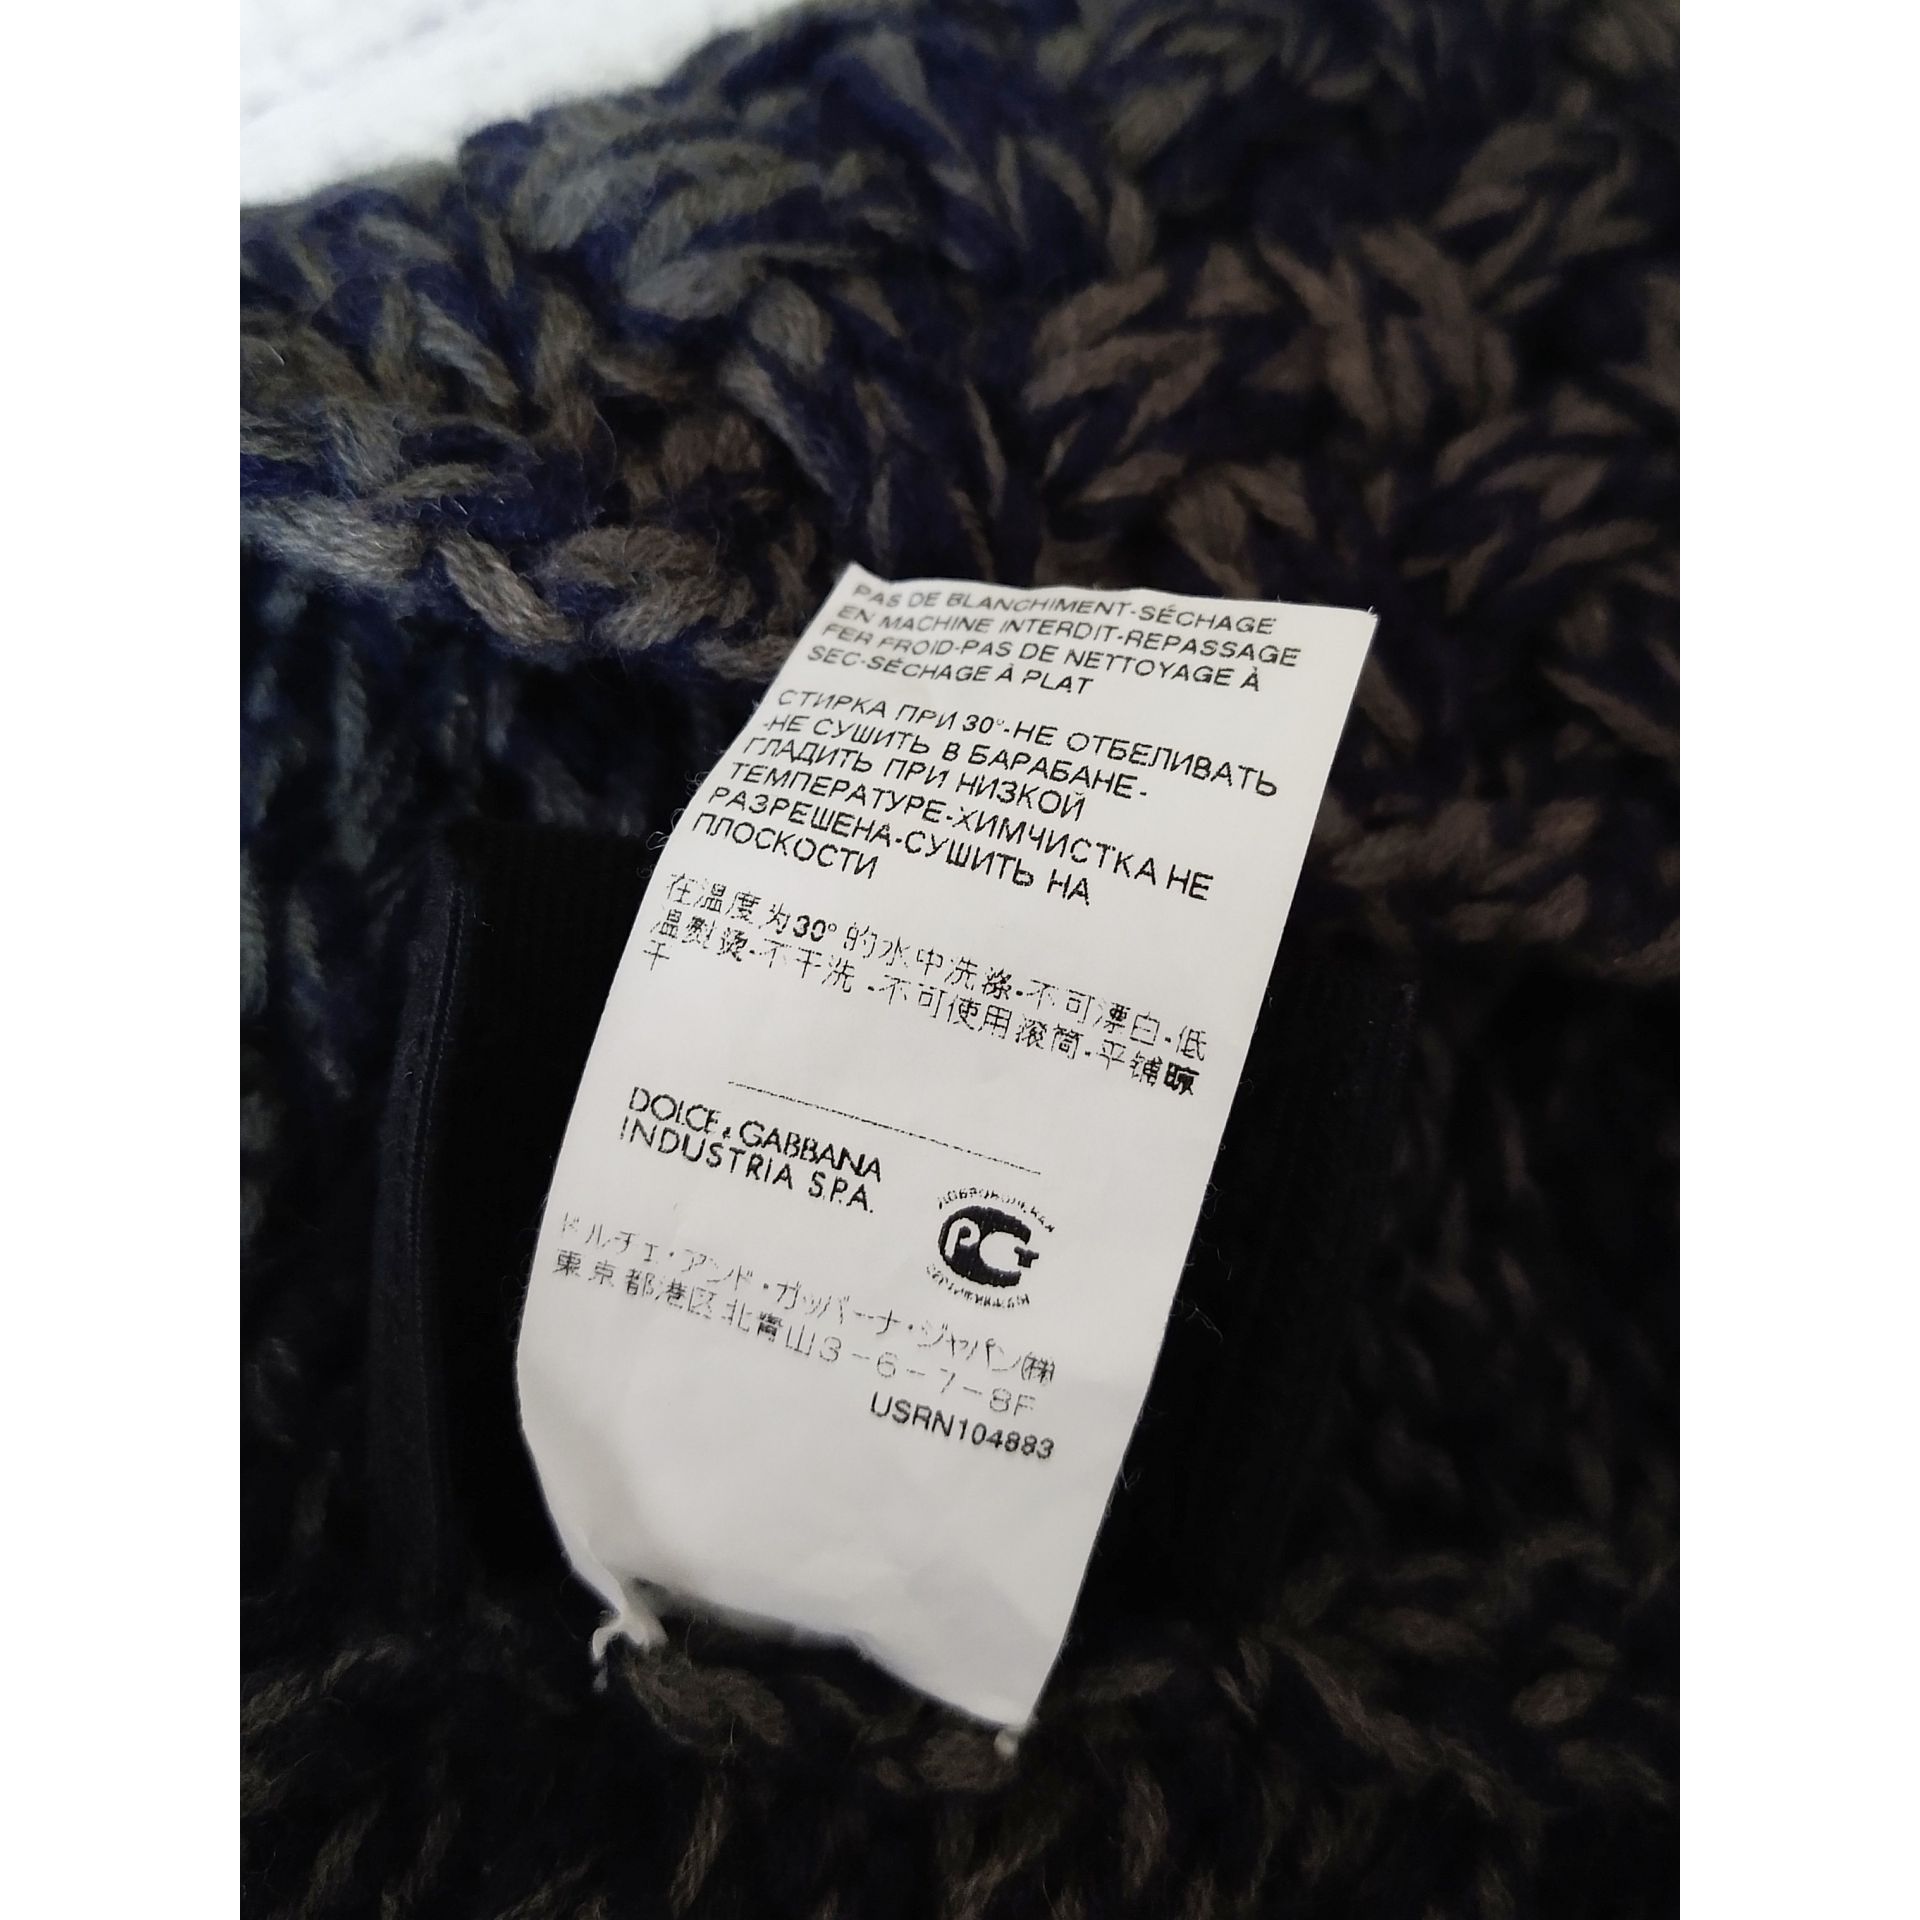 PAS DE BLANCHIMENT-SÉCHAGE
EN MACHINE INTERDIT-REPASSAGE
FER FROID-PAS DE NETTOYAGE À
SEC-SÉCHAGE À PLAT
СТИРКА ПРИ 30°-НЕ ОТБЕЛИВАТЬ
-НЕ СУШИТЬ В БАРАБАНЕ-
ГЛАДИТЬ ПРИ НИЗКОЙ
ТЕМПЕРАТУРЕ-ХИМЧИСТКА НЕ
РАЗРЕШЕНА-СУШИТЬ НА
ПЛОСКОСТИ
在温度为30°的水中洗涤-不可漂白-低
温熨烫-不干洗-不可使用滚筒-平铺晾
干
DOLCE & GABBANA
INDUSTRIA S.P.A.
РСТ
ドルチェ・アンド・ガッバーナ・ジャパン(株)
東京都港区北青山3-6-7-8F
USRN104883